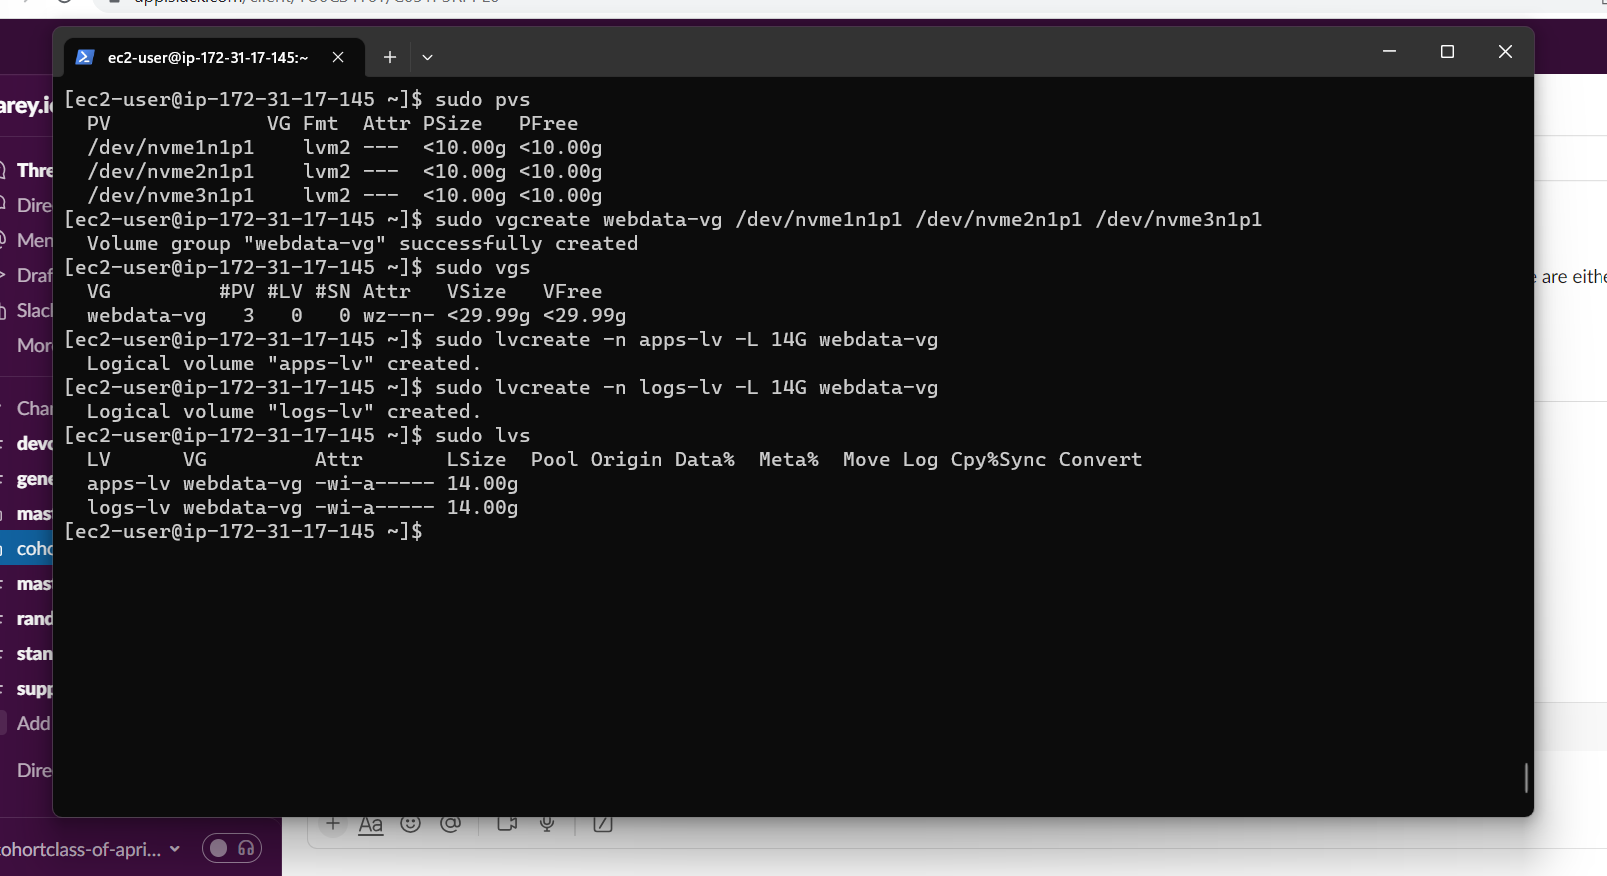 ec2-user@ip-172-31-17-145:~
[ec2-user@ip-172-31-17-145 ~]$ sudo pvs
  PV             VG Fmt  Attr PSize   PFree
  /dev/nvme1n1p1    lvm2 ---  <10.00g <10.00g
  /dev/nvme2n1p1    lvm2 ---  <10.00g <10.00g
  /dev/nvme3n1p1    lvm2 ---  <10.00g <10.00g
[ec2-user@ip-172-31-17-145 ~]$ sudo vgcreate webdata-vg /dev/nvme1n1p1 /dev/nvme2n1p1 /dev/nvme3n1p1
  Volume group "webdata-vg" successfully created
[ec2-user@ip-172-31-17-145 ~]$ sudo vgs
  VG         #PV #LV #SN Attr   VSize   VFree
  webdata-vg   3   0   0 wz--n- <29.99g <29.99g
[ec2-user@ip-172-31-17-145 ~]$ sudo lvcreate -n apps-lv -L 14G webdata-vg
  Logical volume "apps-lv" created.
[ec2-user@ip-172-31-17-145 ~]$ sudo lvcreate -n logs-lv -L 14G webdata-vg
  Logical volume "logs-lv" created.
[ec2-user@ip-172-31-17-145 ~]$ sudo lvs
  LV      VG         Attr       LSize  Pool Origin Data%  Meta%  Move Log Cpy%Sync Convert
  apps-lv webdata-vg -wi-a----- 14.00g
  logs-lv webdata-vg -wi-a----- 14.00g
[ec2-user@ip-172-31-17-145 ~]$
arey.i
Thre
Dire
Men
Draf
Slac
Mor
Char
devo
gene
mas
coho
mas
rand
stan
supp
Add
Dire
are eithe
Aa
ohortclass-of-apri...